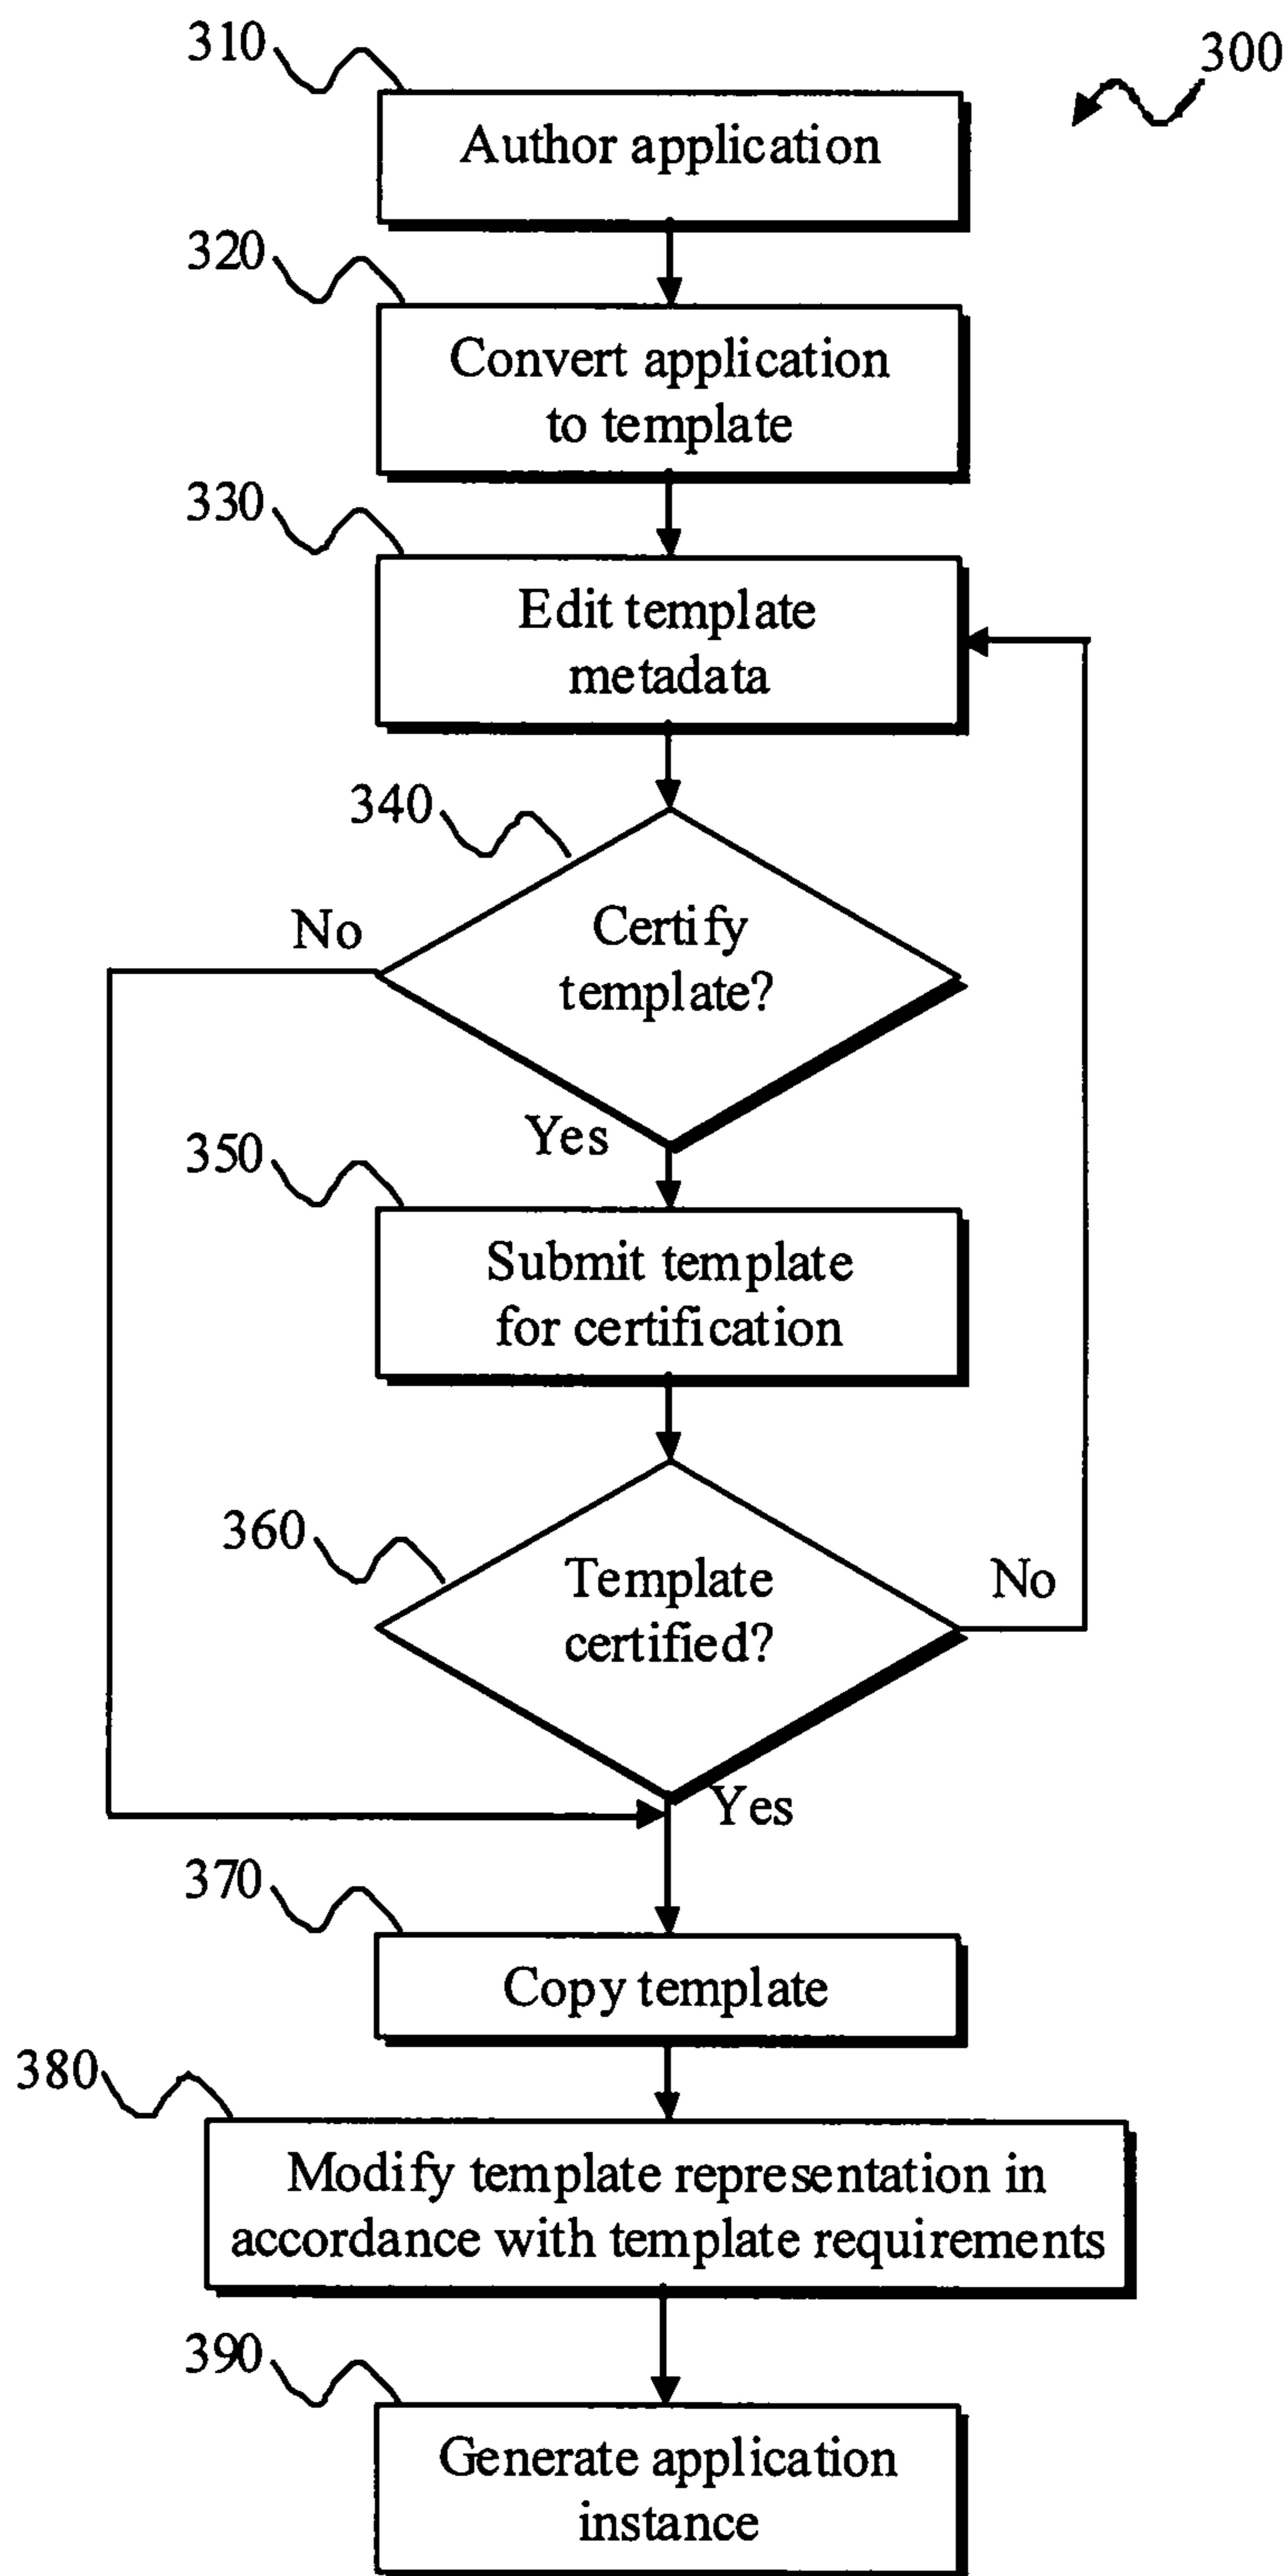 310
300
Author application
320
Convert application
to template
330
Edit template
metadata
340
No
Certify
template?
Yes
350
Submit template
for certification
360
Template
certified?
No
Yes
370
Copy template
380
Modify template representation in
accordance with template requirements
390
Generate application
instance